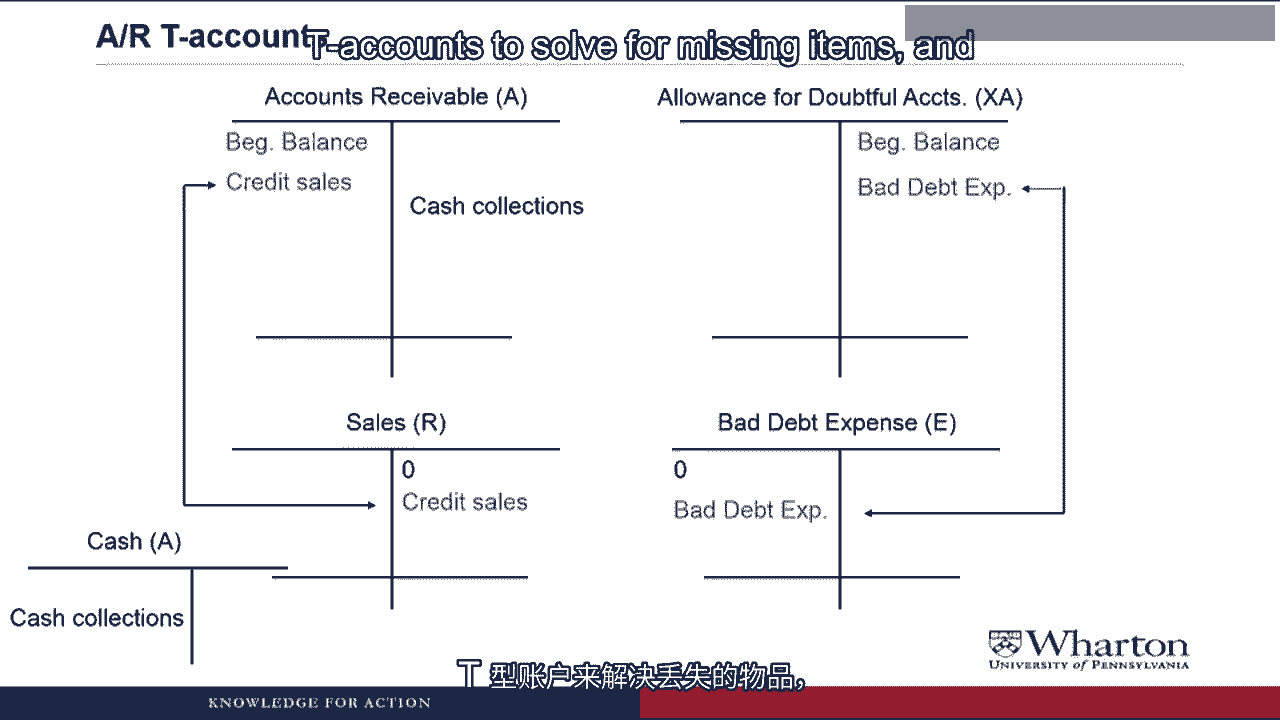 A/R T-accounts
T-accounts to solve for missing items, and
Accounts Receivable (A)
Beg. Balance
Credit sales
Cash collections
Allowance for Doubtful Accts. (XA)
Beg. Balance
Bad Debt Exp.
Sales (R)
0
Credit sales
Bad Debt Expense (E)
0
Bad Debt Exp.
Cash (A)
Cash collections
Wharton
UNIVERSITY OF PENNSYLVANIA
T 型账户来解决丢失的物品,
KNOWLEDGE FOR ACTION